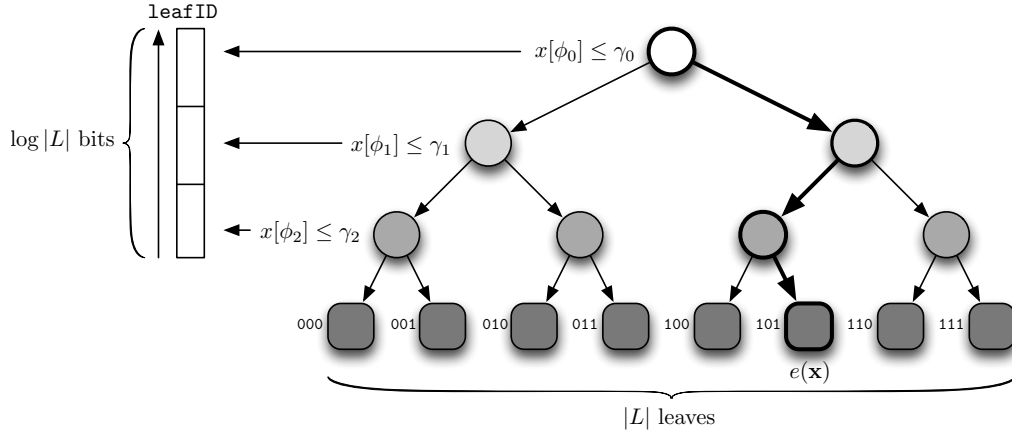 leafID
x[ϕ₀] ≤ γ₀
log |L| bits
x[ϕ₁] ≤ γ₁
x[ϕ₂] ≤ γ₂
000 001 010 011 100 101 110 111
e(𝐱)
|L| leaves